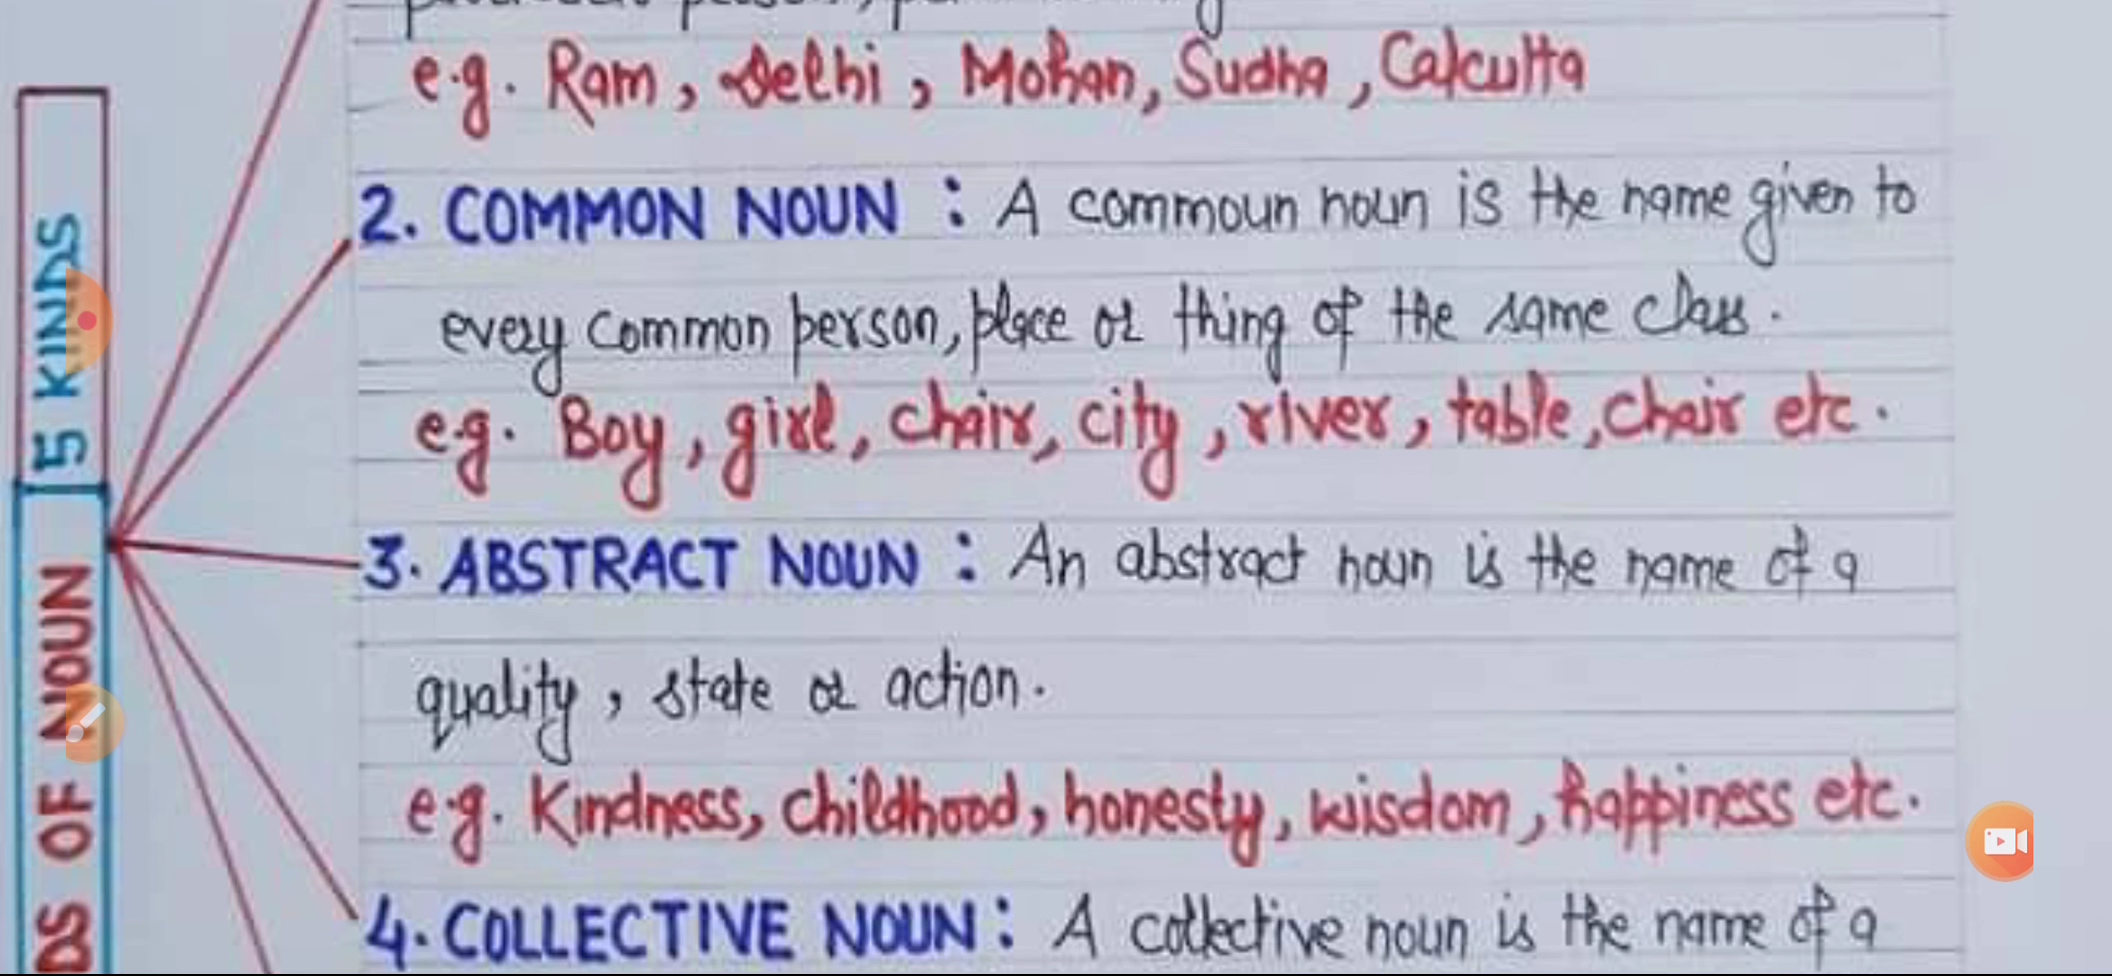 e.g. Ram, Delhi, Mohan, Sudha, Calcutta
2. COMMON NOUN : A commoun noun is the name given to
every common person, place or thing of the same class.
e.g. Boy, girl, chair, city, river, table, chair etc.
3. ABSTRACT NOUN : An abstract noun is the name of a
quality, state or action.
e.g. Kindness, childhood, honesty, wisdom, happiness etc.
4. COLLECTIVE NOUN : A collective noun is the name of a
DS OF NOUN 5 KINDS